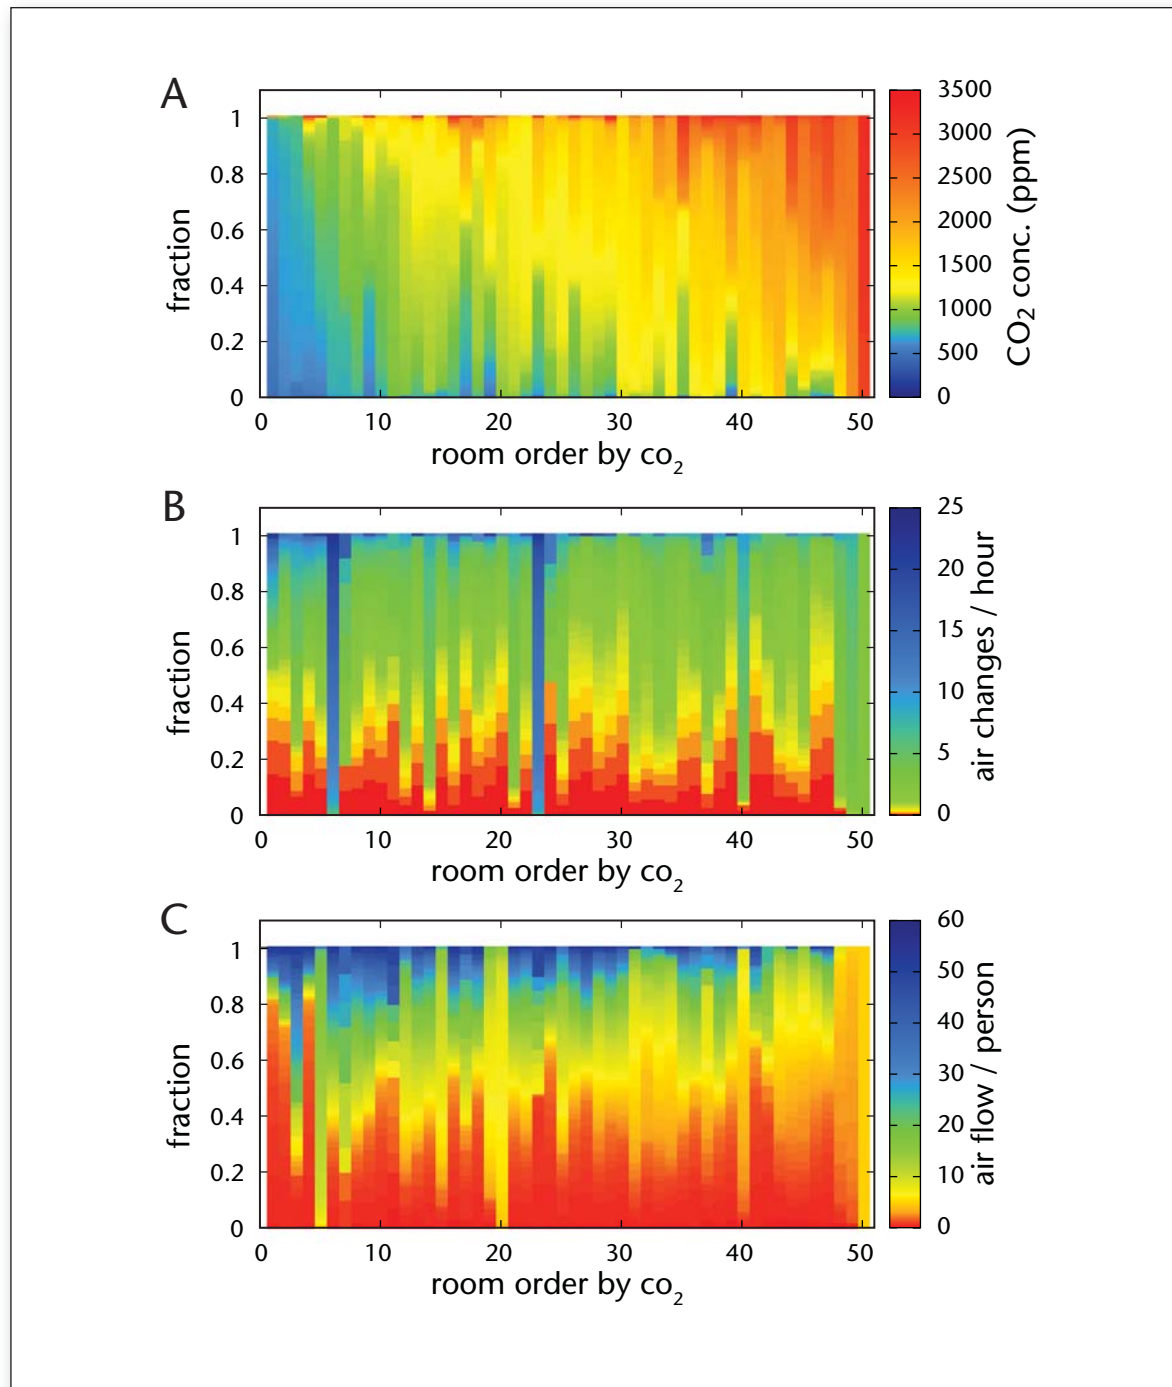 A
fraction
1
0.8
0.6
0.4
0.2
0
0 10 20 30 40 50
room order by co2
3500
3000
2500
2000
1500
1000
500
0
CO2 conc. (ppm)
B
fraction
1
0.8
0.6
0.4
0.2
0
0 10 20 30 40 50
room order by co2
25
20
15
10
5
0
air changes / hour
C
fraction
1
0.8
0.6
0.4
0.2
0
0 10 20 30 40 50
room order by co2
60
50
40
30
20
10
0
air flow / person